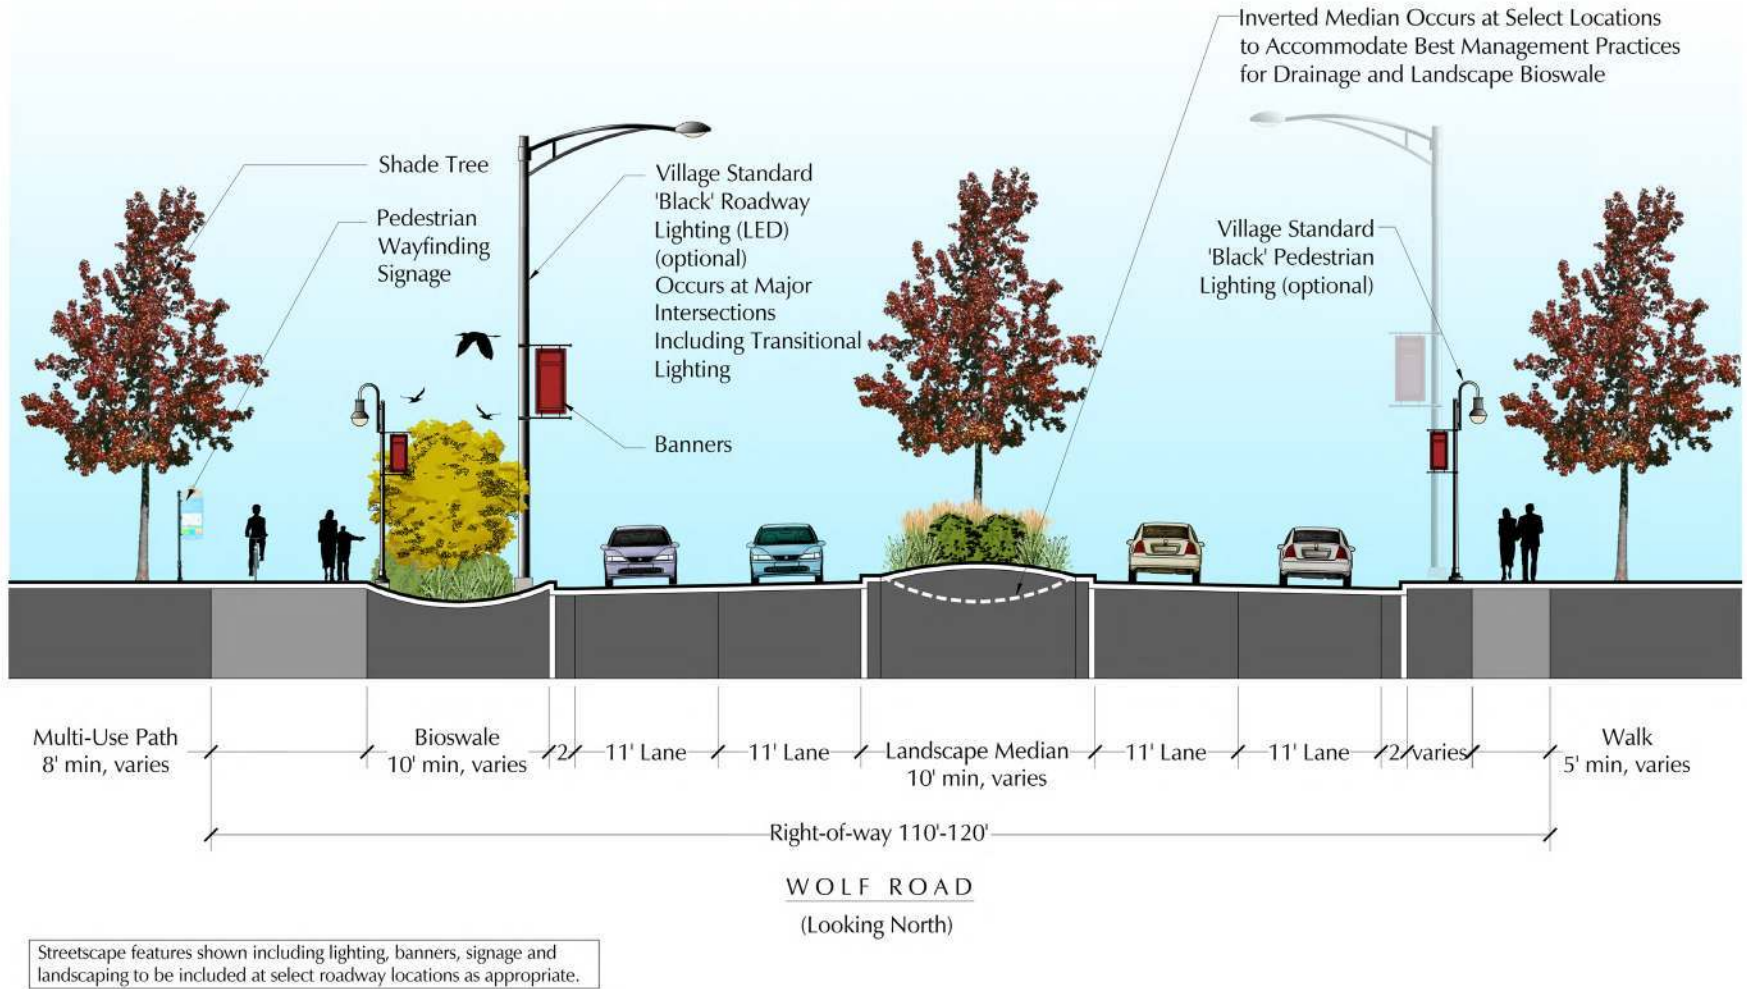 Inverted Median Occurs at Select Locations
to Accommodate Best Management Practices
for Drainage and Landscape Bioswale
Shade Tree
Pedestrian
Wayfinding
Signage
Village Standard
'Black' Roadway
Lighting (LED)
(optional)
Occurs at Major
Intersections
Including Transitional
Lighting
Banners
Village Standard
'Black' Pedestrian
Lighting (optional)
Multi-Use Path
8' min, varies
Bioswale
10' min, varies
2
11' Lane
11' Lane
Landscape Median
10' min, varies
11' Lane
11' Lane
2
varies
Walk
5' min, varies
Right-of-way 110'-120'
WOLF ROAD
(Looking North)
Streetscape features shown including lighting, banners, signage and
landscaping to be included at select roadway locations as appropriate.